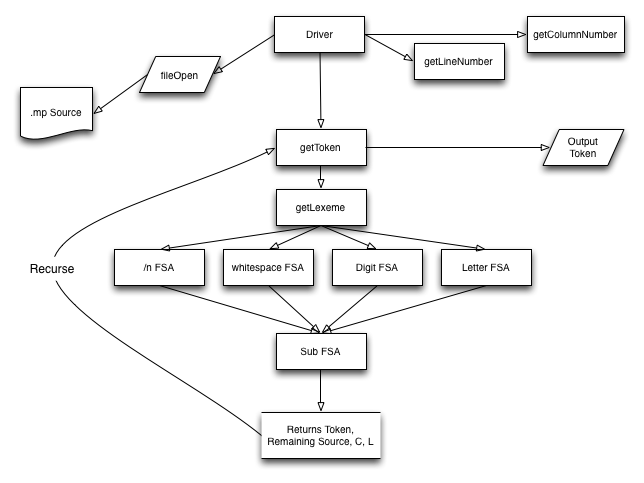 Driver
getColumnNumber
getLineNumber
fileOpen
.mp Source
getToken
Output
Token
getLexeme
Recurse
/n FSA
whitespace FSA
Digit FSA
Letter FSA
Sub FSA
Returns Token,
Remaining Source, C, L